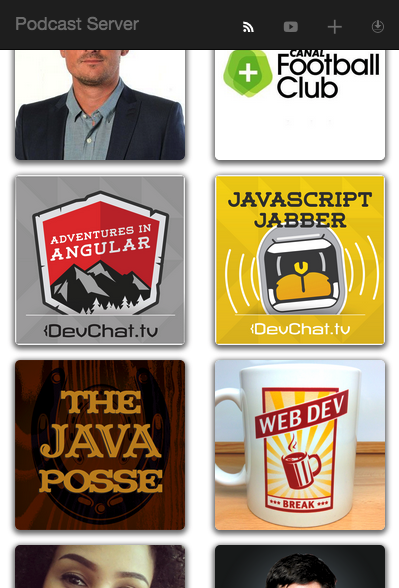 Podcast Server
CANAL
Football
Club
ADVENTURES IN
ANGULAR
{DevChat.tv
JAVASCRIPT
JABBER
{DevChat.tv
THE
JAVA
POSSE
WEB DEV
BREAK